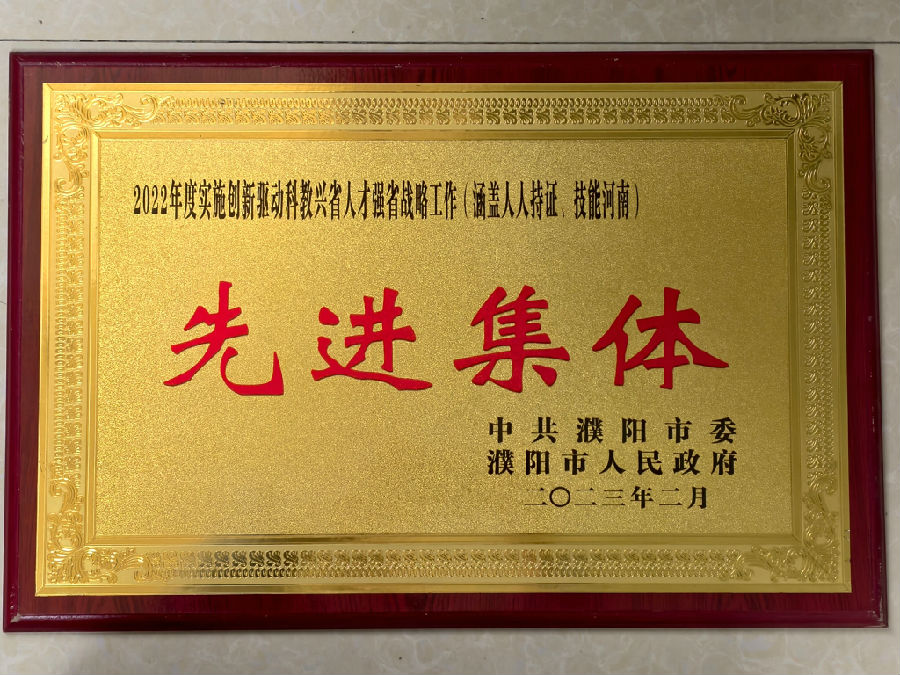 2022年度实施创新驱动科教兴省人才强省战略工作（涵盖人人持证、技能河南）
先进集体
中共濮阳市委
濮阳市人民政府
二〇二三年二月